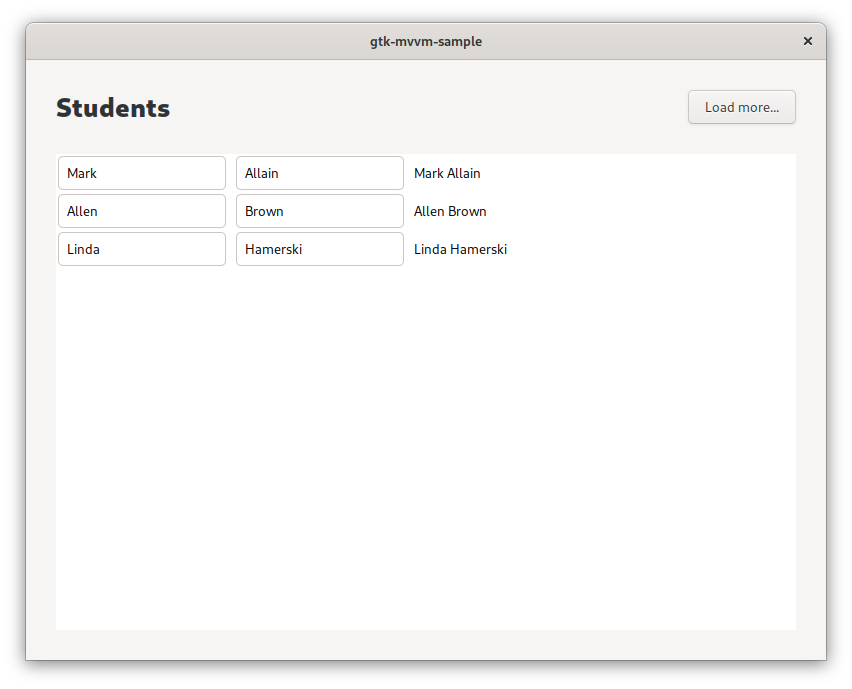 gtk-mvvm-sample
Students
Load more...
Mark Allain Mark Allain
Allen Brown Allen Brown
Linda Hamerski Linda Hamerski